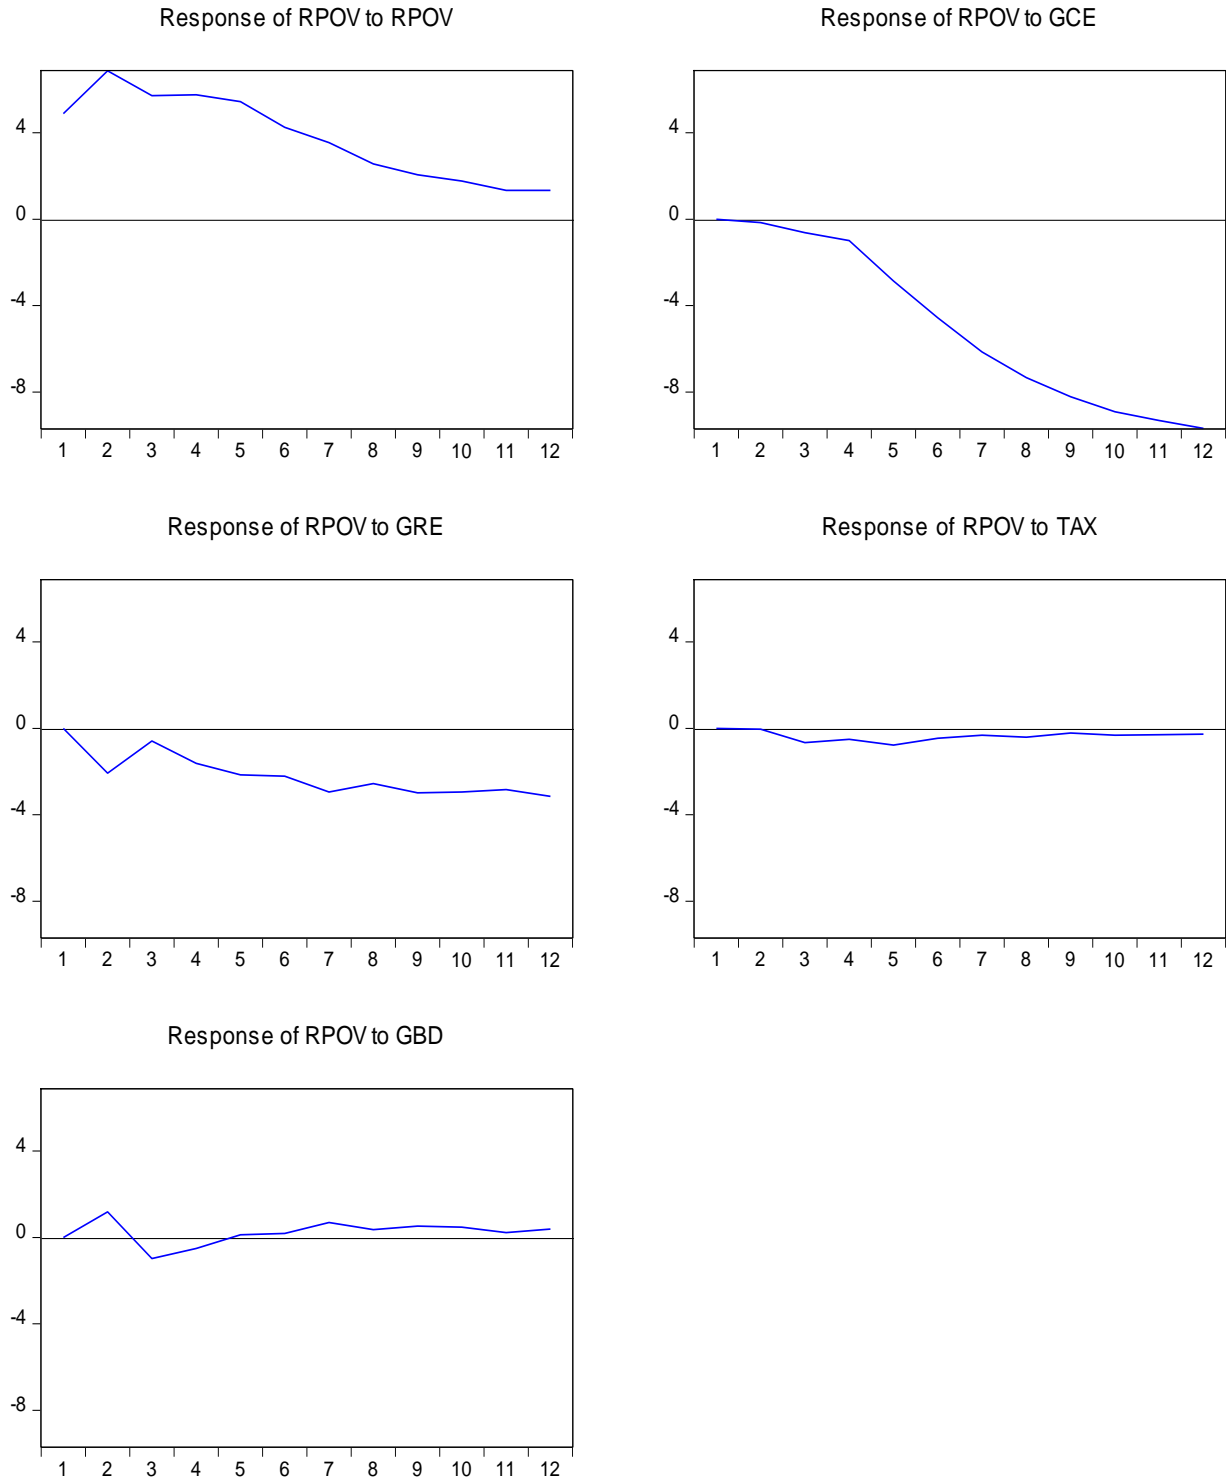 Response of RPOV to RPOV
4
0
-4
-8
1 2 3 4 5 6 7 8 9 10 11 12
Response of RPOV to GCE
4
0
-4
-8
1 2 3 4 5 6 7 8 9 10 11 12
Response of RPOV to GRE
4
0
-4
-8
1 2 3 4 5 6 7 8 9 10 11 12
Response of RPOV to TAX
4
0
-4
-8
1 2 3 4 5 6 7 8 9 10 11 12
Response of RPOV to GBD
4
0
-4
-8
1 2 3 4 5 6 7 8 9 10 11 12